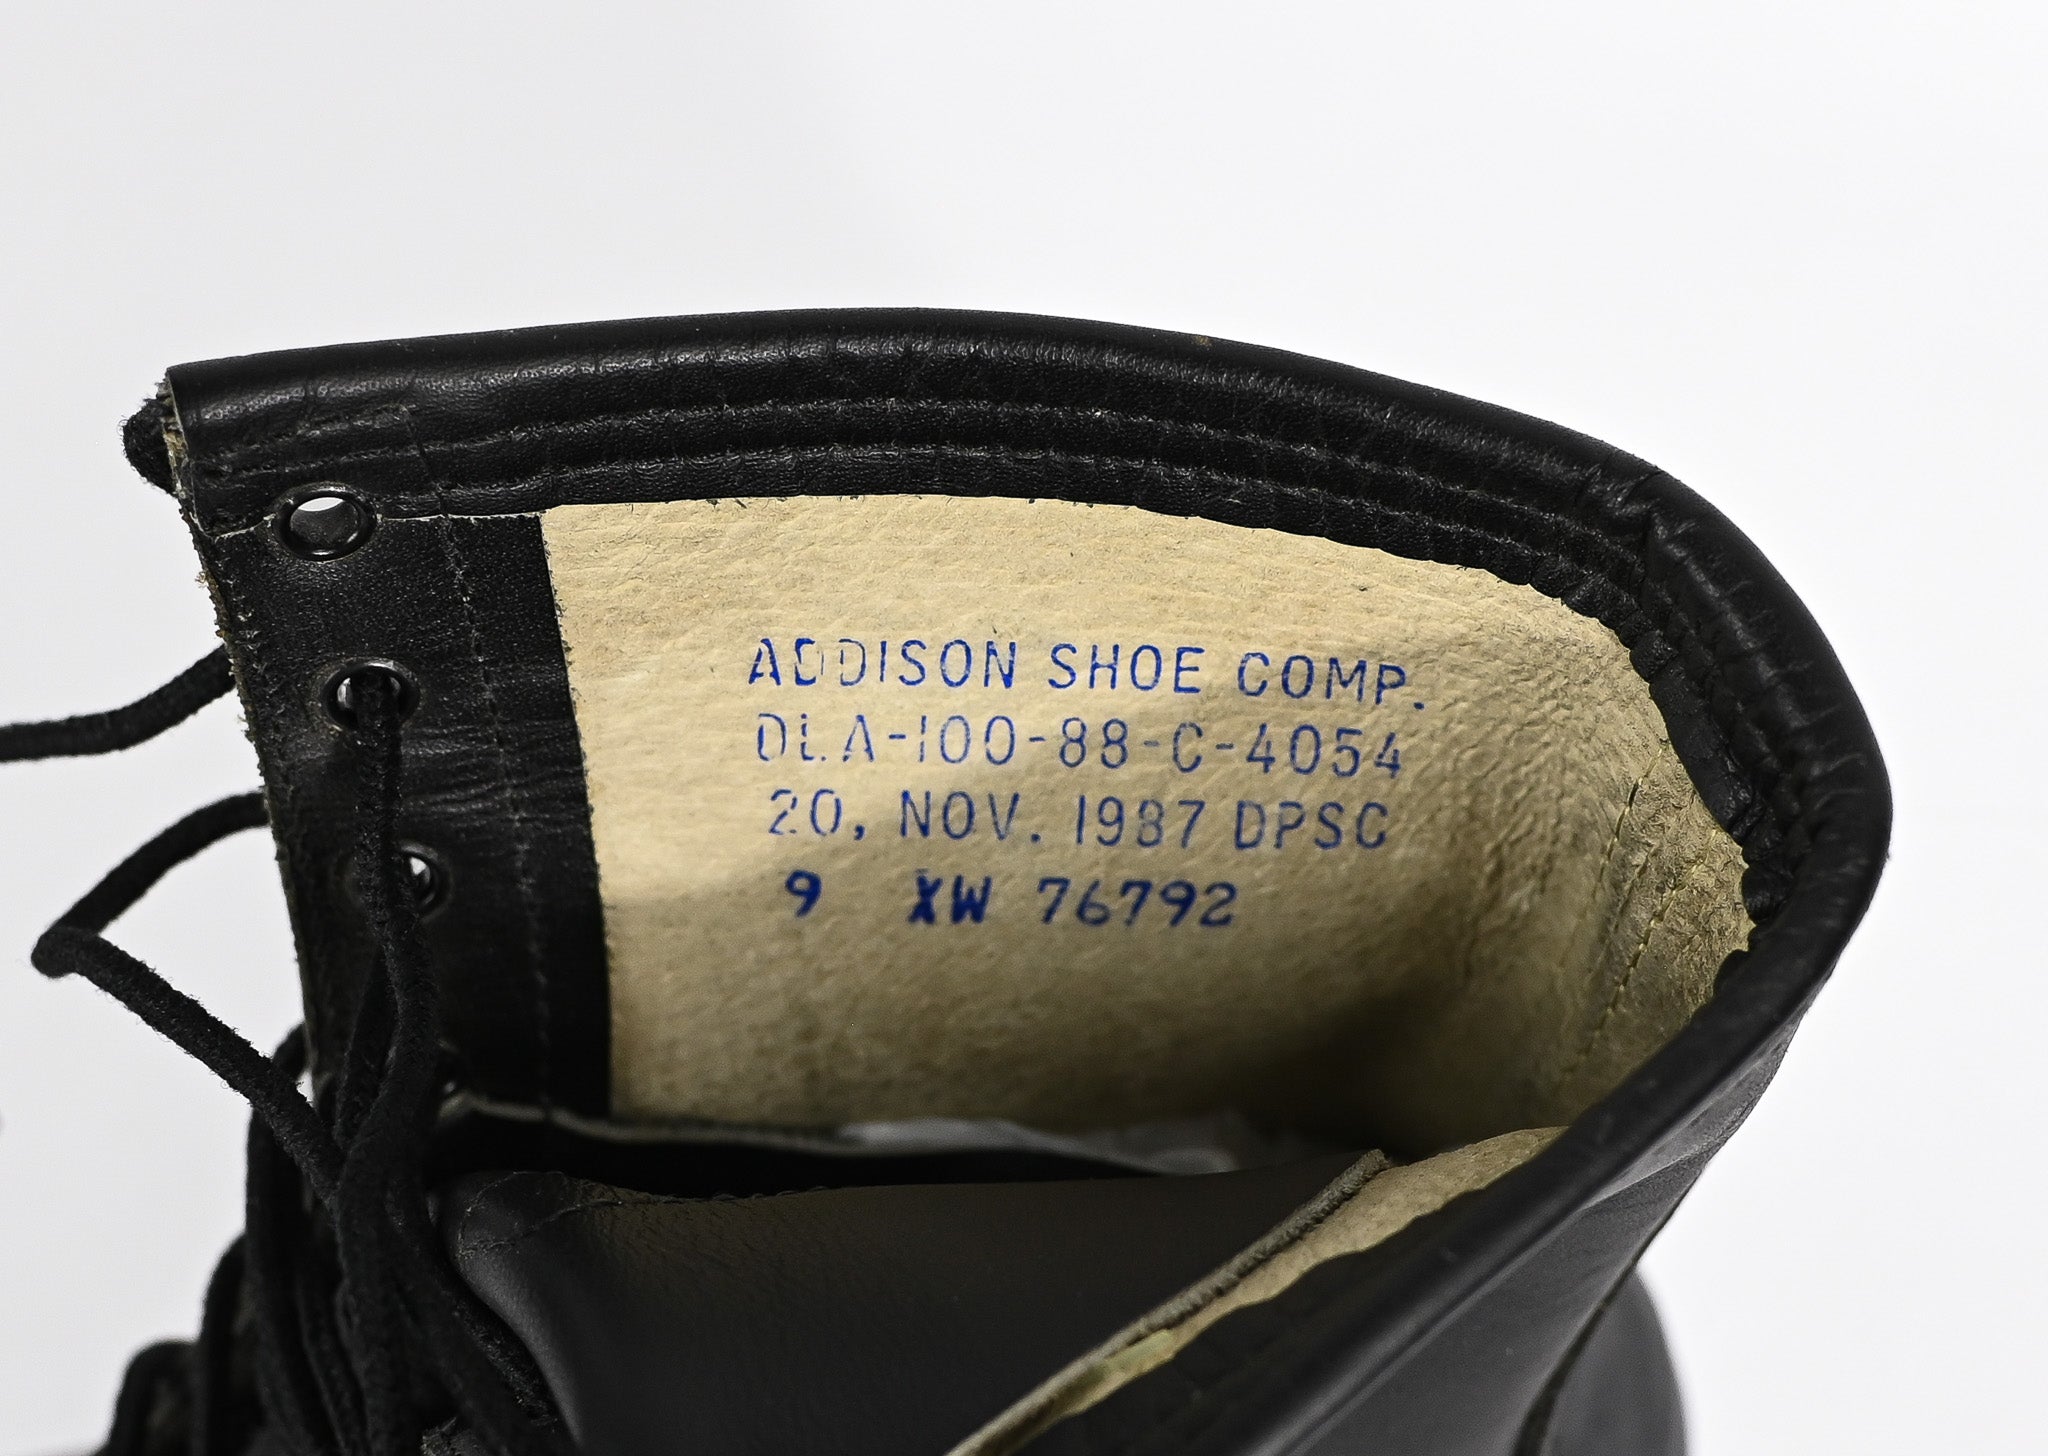 ADDISON SHOE COMP.
DLA-100-88-C-4054
20, NOV. 1987 DPSC
9 XW 76792